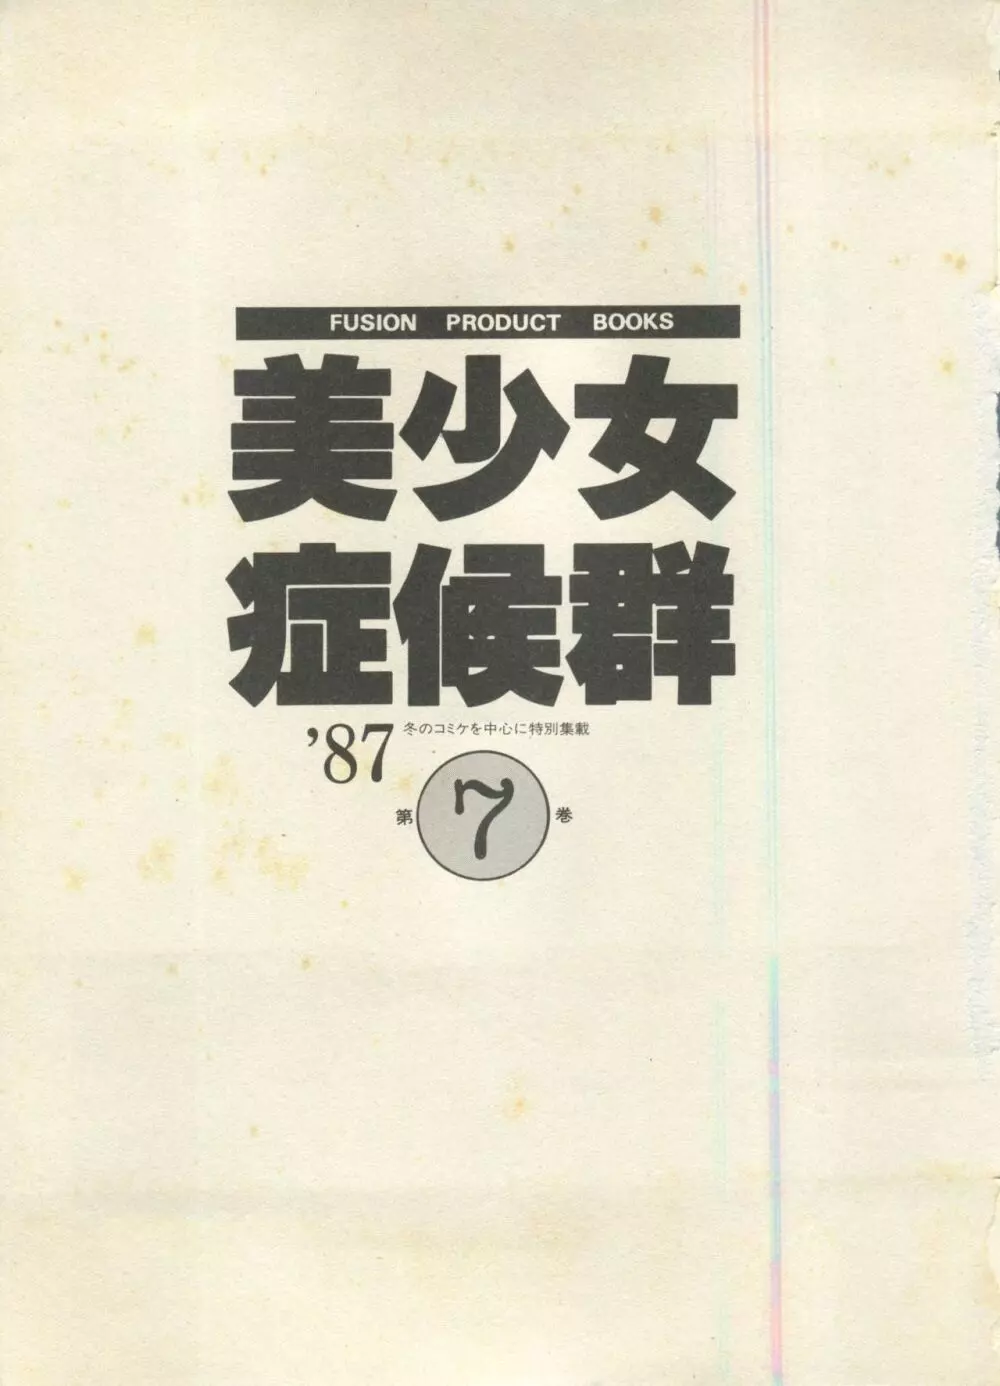 FUSION PRODUCT BOOKS
美少女
症候群
'87
冬のコミケを中心に特別集載
第7巻